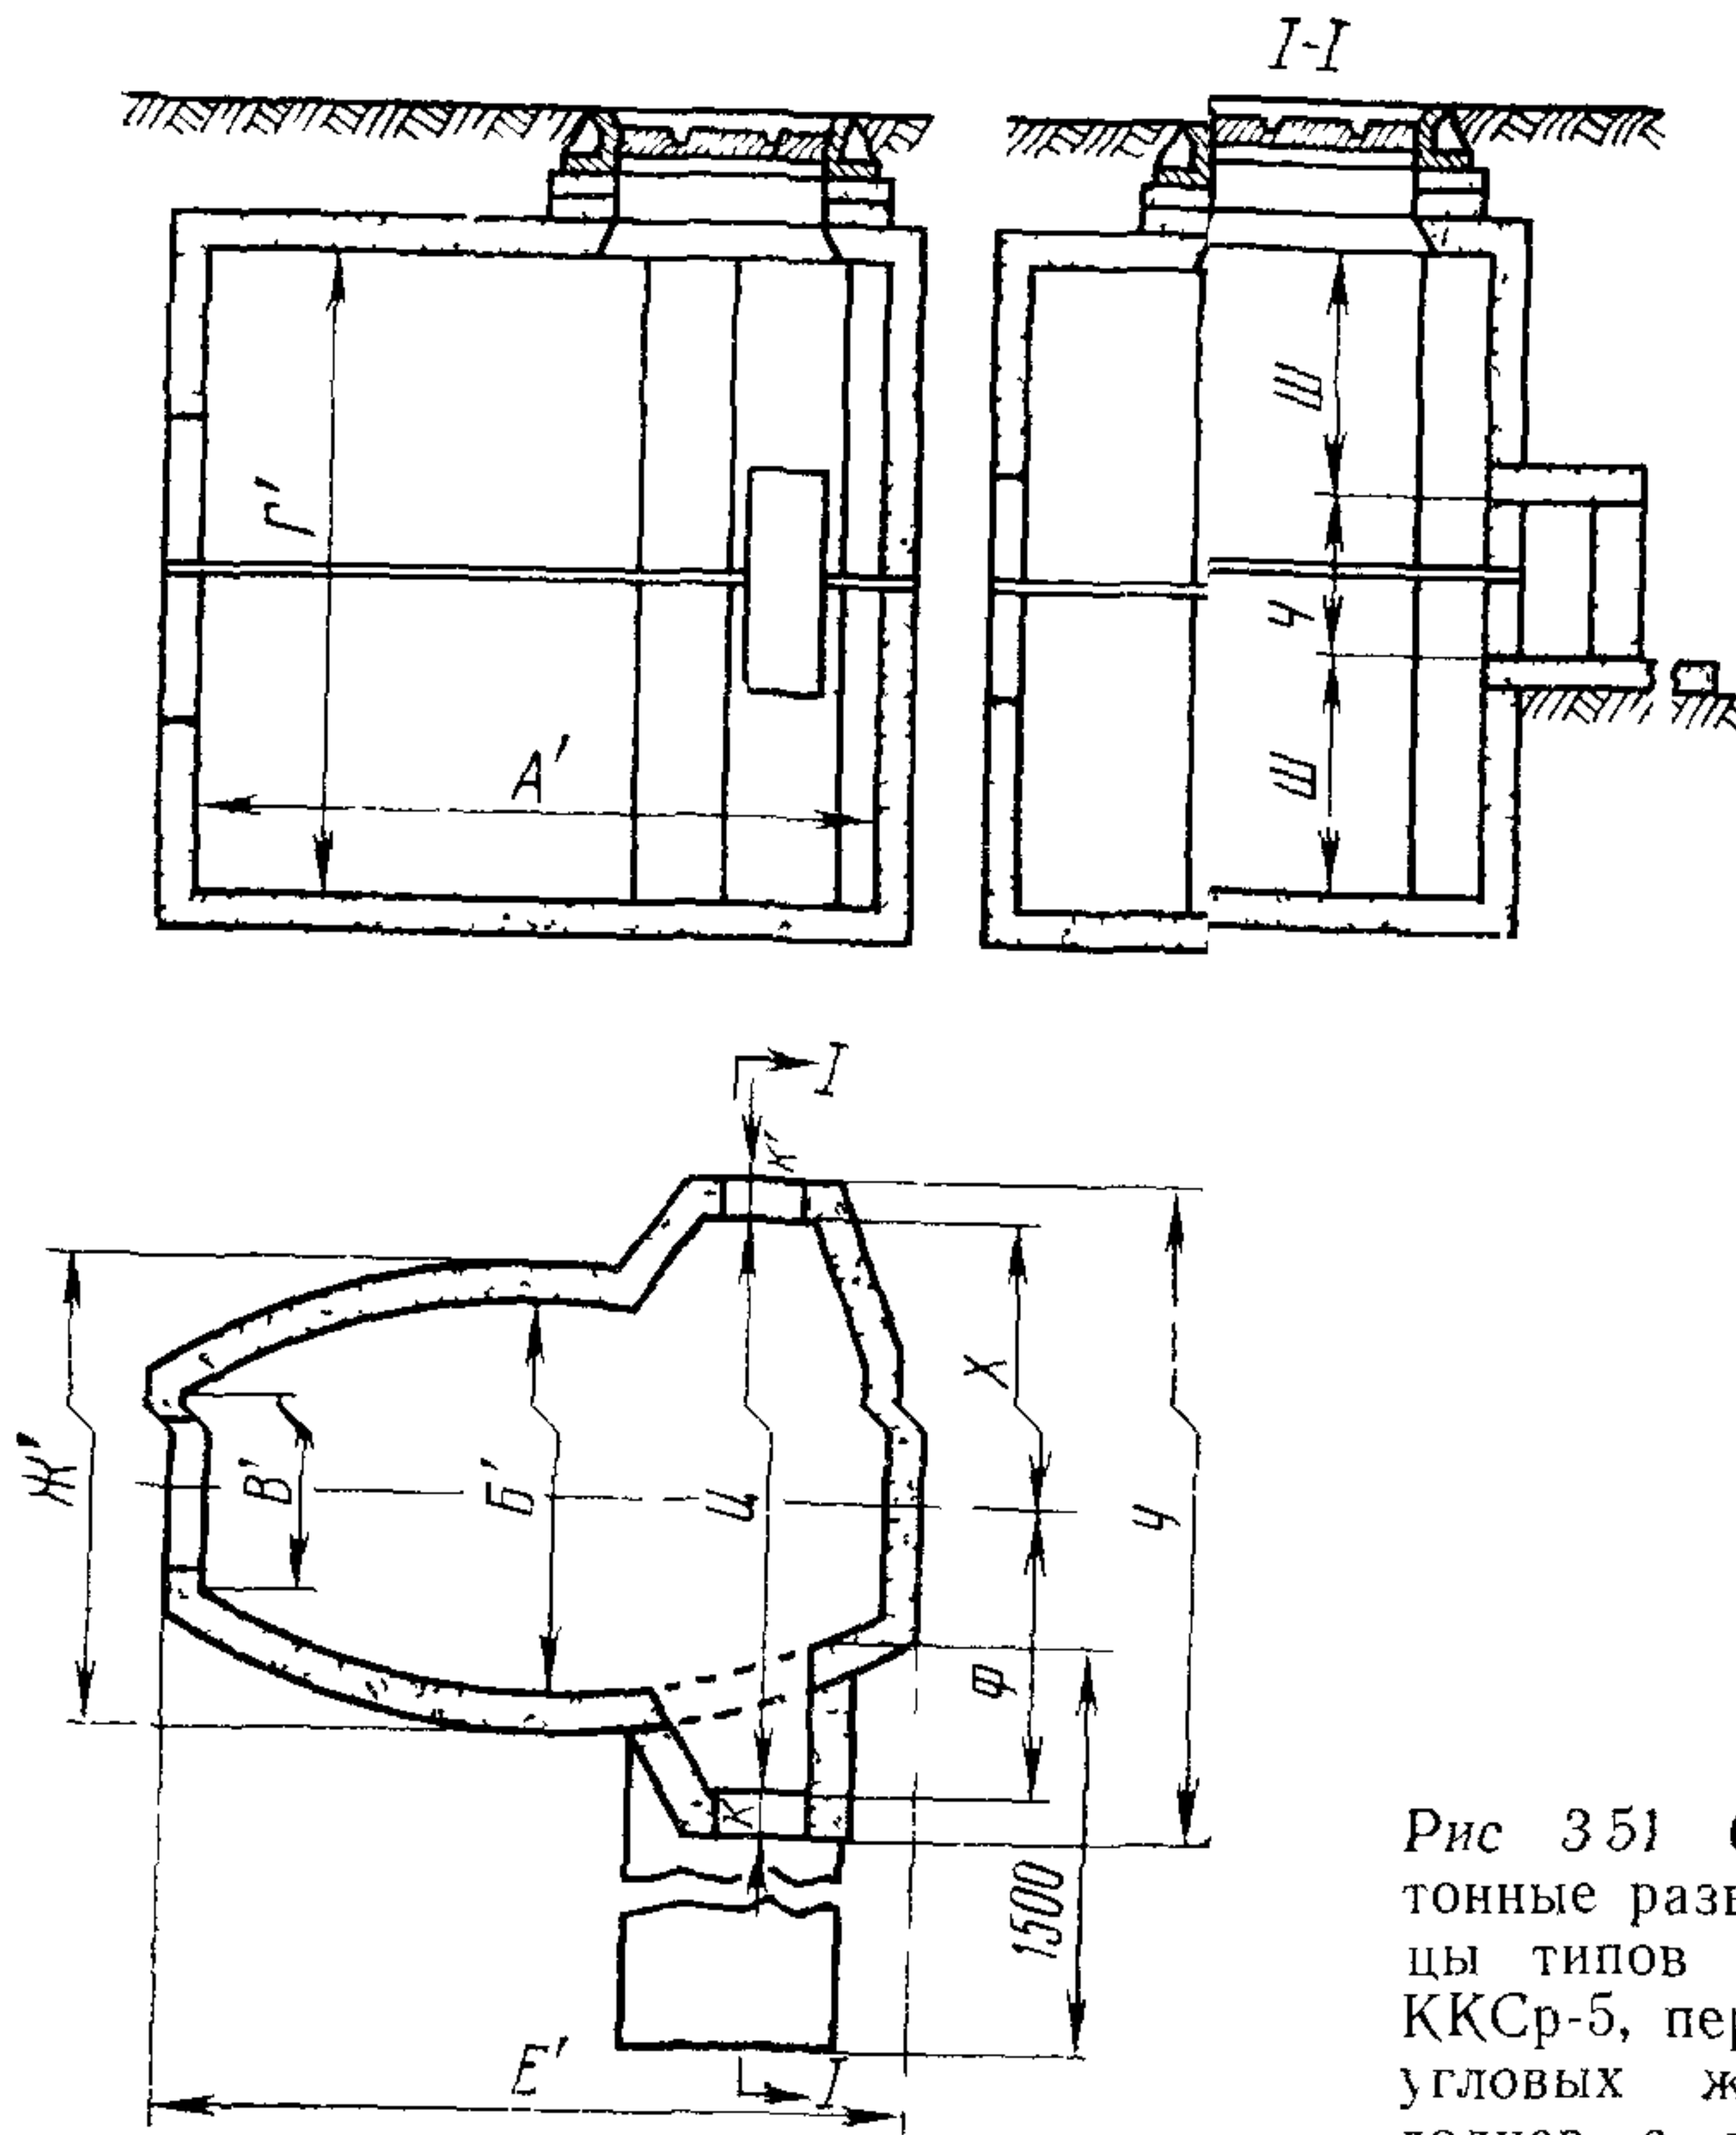 I-I
Г'
А'
Ш
Ч
Ш
I
К'
Ж'
В'
Б'
Ц
Х
Ф
Ч
К
1500
Е'
I
Рис 351
тонные разв
цы типов
ККСр-5, пер
угловых ж